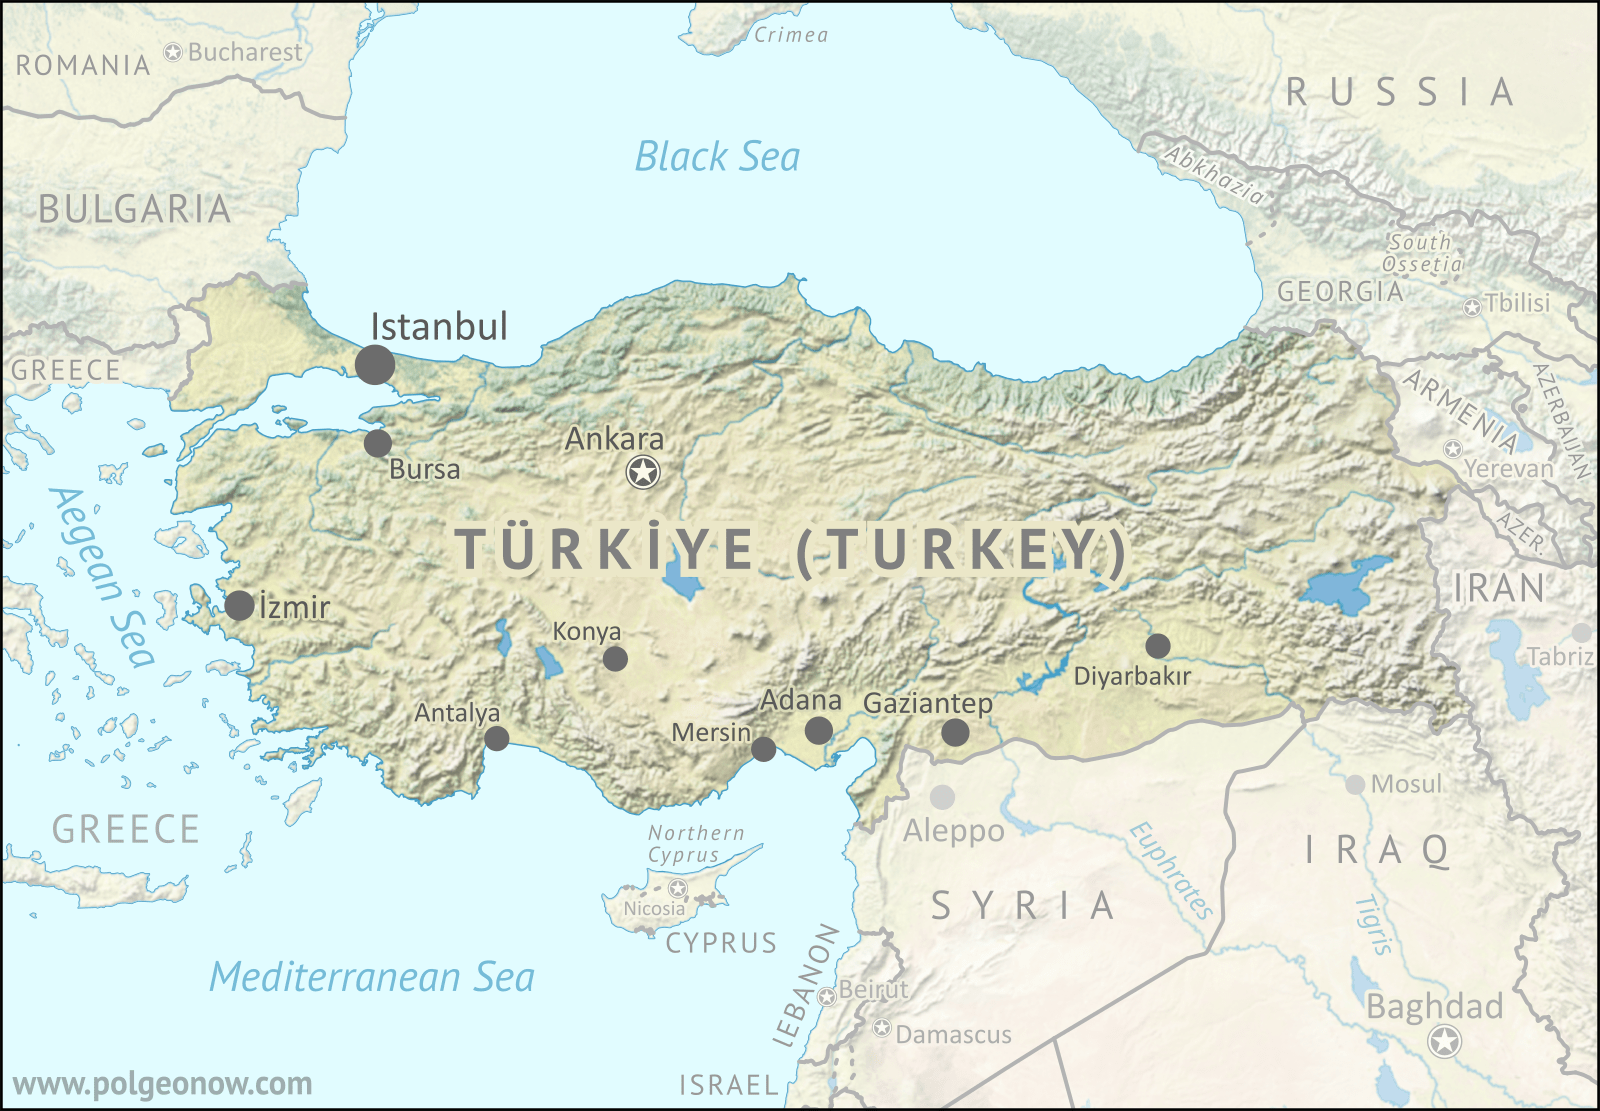 Crimea
ROMANIA
Bucharest
RUSSIA
Black Sea
Abkhazia
BULGARIA
South
Ossetia
GEORGIA
Tbilisi
Istanbul
GREECE
ARMENIA
AZERBAIJAN
Ankara
Bursa
Yerevan
Aegean Sea
AZER.
TÜRKİYE (TURKEY)
IRAN
İzmir
Konya
Tabriz
Diyarbakır
Antalya
Adana
Gaziantep
Mersin
Mosul
Aleppo
GREECE
Northern
Cyprus
Euphrates
IRAQ
Nicosia
SYRIA
Tigris
CYPRUS
LEBANON
Mediterranean Sea
Beirut
Baghdad
Damascus
www.polgeonow.com
ISRAEL